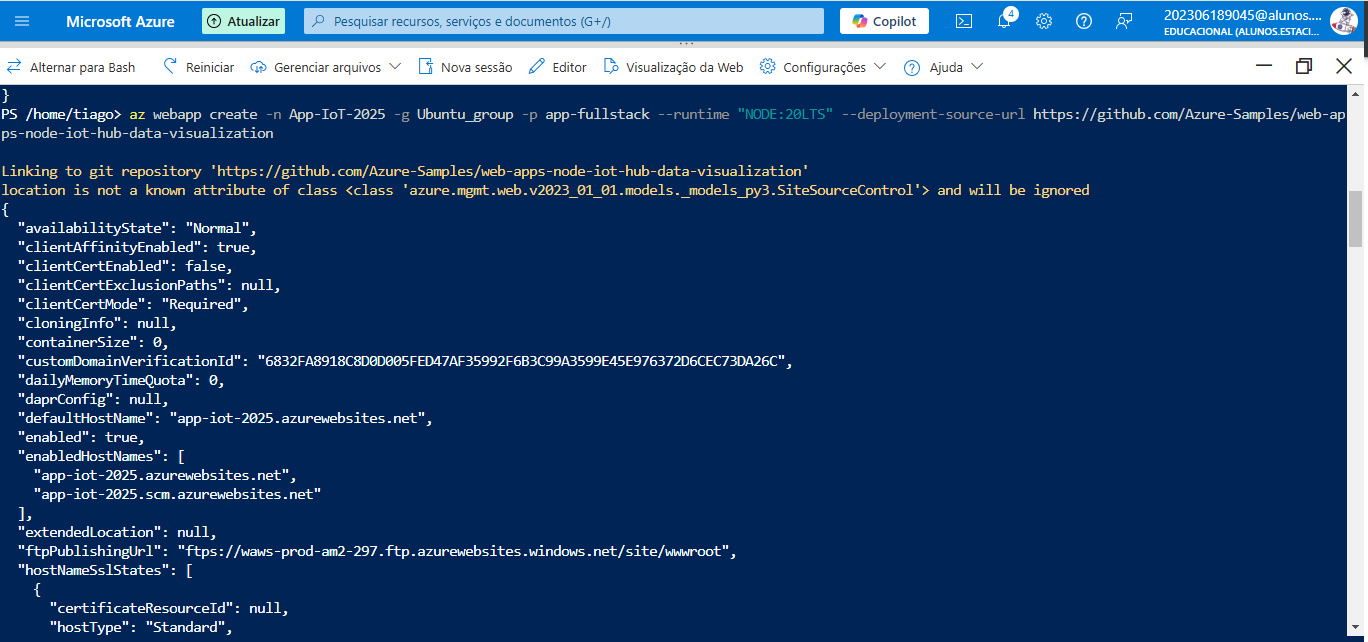 Microsoft Azure
Atualizar
Pesquisar recursos, serviços e documentos (G+/)
Copilot
4
202306189045@alunos....
EDUCACIONAL (ALUNOS.ESTACI...
Alternar para Bash
Reiniciar
Gerenciar arquivos
Nova sessão
Editor
Visualização da Web
Configurações
Ajuda
}
PS /home/tiago> az webapp create -n App-IoT-2025 -g Ubuntu_group -p app-fullstack --runtime "NODE:20LTS" --deployment-source-url https://github.com/Azure-Samples/web-ap
ps-node-iot-hub-data-visualization
Linking to git repository 'https://github.com/Azure-Samples/web-apps-node-iot-hub-data-visualization'
location is not a known attribute of class <class 'azure.mgmt.web.v2023_01_01.models._models_py3.SiteSourceControl'> and will be ignored
{
"availabilityState": "Normal",
"clientAffinityEnabled": true,
"clientCertEnabled": false,
"clientCertExclusionPaths": null,
"clientCertMode": "Required",
"cloningInfo": null,
"containerSize": 0,
"customDomainVerificationId": "6832FA8918C8D0D005FED47AF35992F6B3C99A3599E45E976372D6CEC73DA26C",
"dailyMemoryTimeQuota": 0,
"daprConfig": null,
"defaultHostName": "app-iot-2025.azurewebsites.net",
"enabled": true,
"enabledHostNames": [
"app-iot-2025.azurewebsites.net",
"app-iot-2025.scm.azurewebsites.net"
],
"extendedLocation": null,
"ftpPublishingUrl": "ftps://waws-prod-am2-297.ftp.azurewebsites.windows.net/site/wwwroot",
"hostNameSslStates": [
{
"certificateResourceId": null,
"hostType": "Standard",